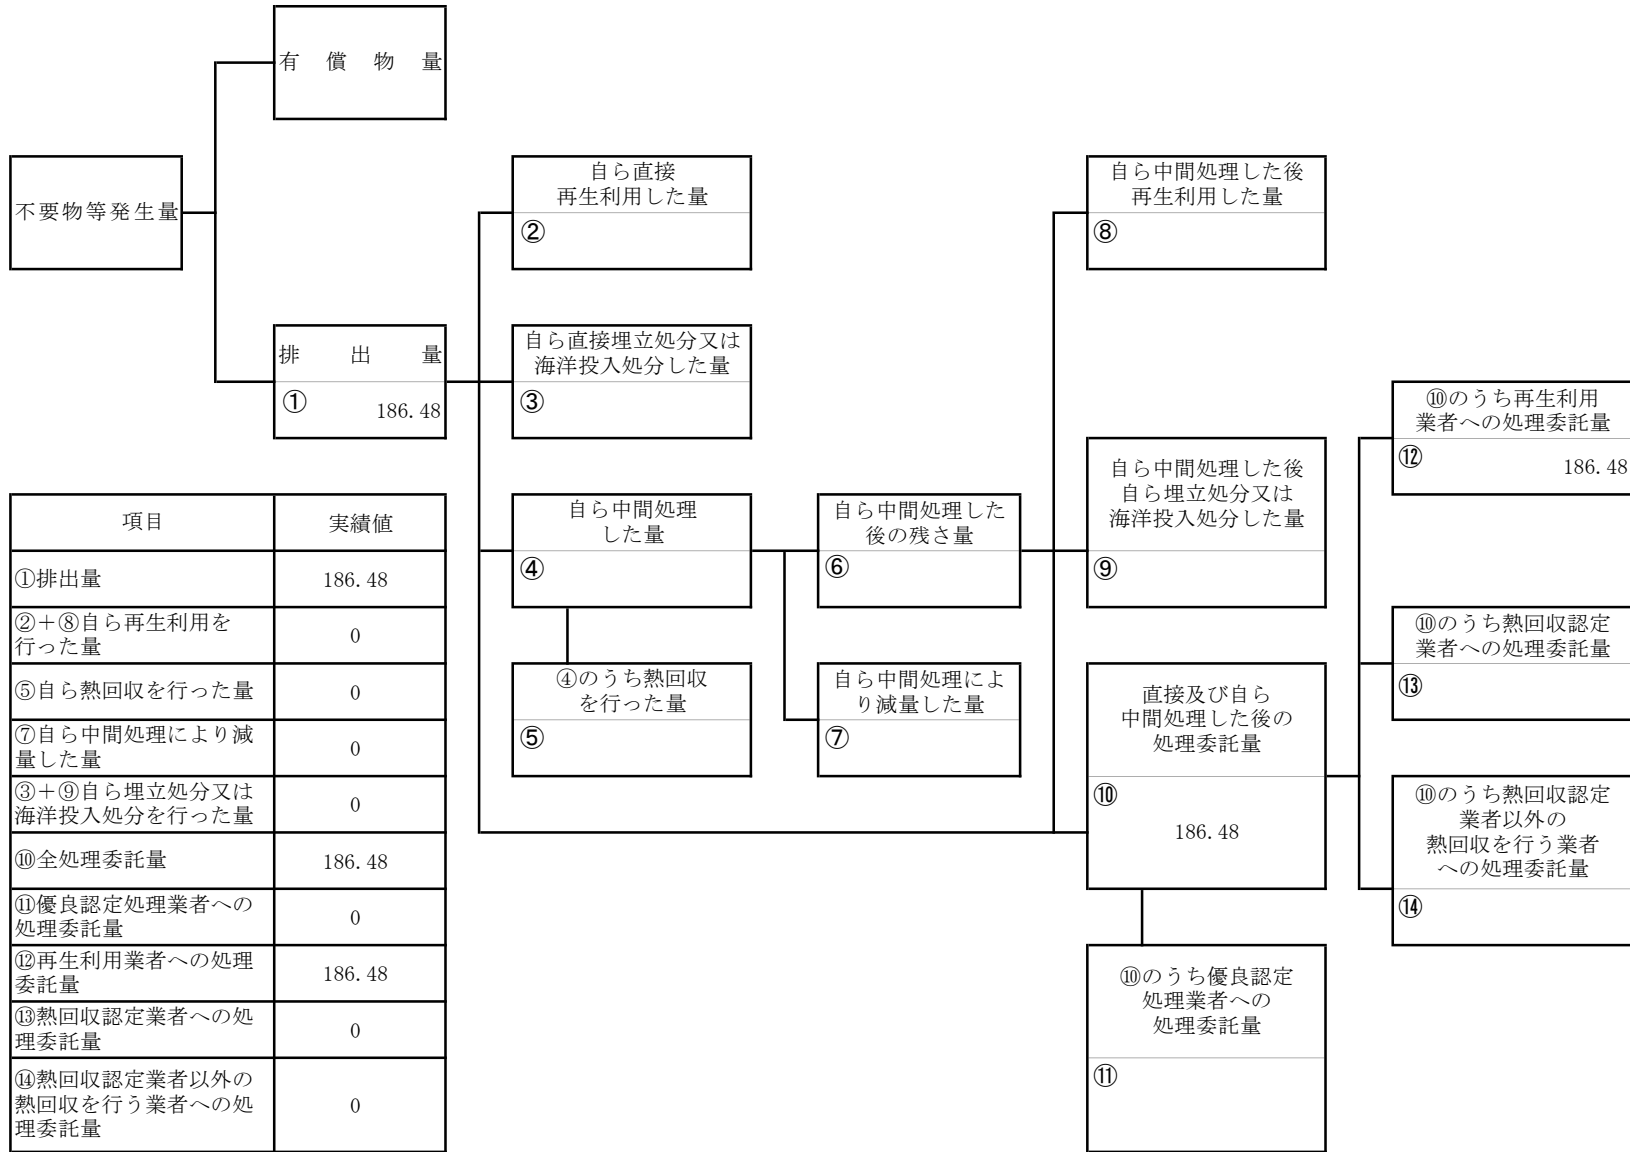 有償物量
不要物等発生量
排出量
①
186.48
自ら直接
再生利用した量
②
自ら直接埋立処分又は
海洋投入処分した量
③
自ら中間処理
した量
④
④のうち熱回収
を行った量
⑤
自ら中間処理した
後の残さ量
⑥
自ら中間処理によ
り減量した量
⑦
自ら中間処理した後
再生利用した量
⑧
自ら中間処理した後
自ら埋立処分又は
海洋投入処分した量
⑨
直接及び自ら
中間処理した後の
処理委託量
⑩
186.48
⑩のうち優良認定
処理業者への
処理委託量
⑪
⑩のうち再生利用
業者への処理委託量
⑫
186.48
⑩のうち熱回収認定
業者への処理委託量
⑬
⑩のうち熱回収認定
業者以外の
熱回収を行う業者
への処理委託量
⑭
項目 実績値
①排出量 186.48
②+⑧自ら再生利用を
行った量 0
⑤自ら熱回収を行った量 0
⑦自ら中間処理により減
量した量 0
③+⑨自ら埋立処分又は
海洋投入処分を行った量 0
⑩全処理委託量 186.48
⑪優良認定処理業者への
処理委託量 0
⑫再生利用業者への処理
委託量 186.48
⑬熱回収認定業者への処
理委託量 0
⑭熱回収認定業者以外の
熱回収を行う業者への処
理委託量 0